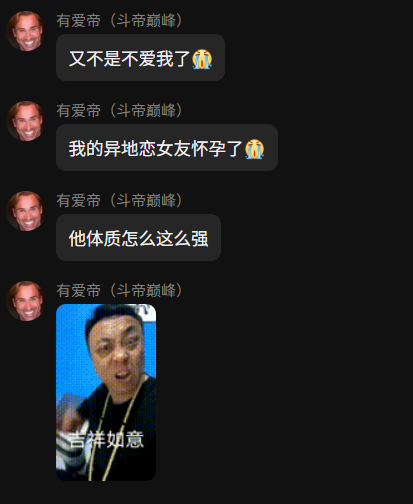 有爱帝（斗帝巅峰）
又不是不爱我了😭
有爱帝（斗帝巅峰）
我的异地恋女友怀孕了😭
有爱帝（斗帝巅峰）
他体质怎么这么强
有爱帝（斗帝巅峰）
吉祥如意